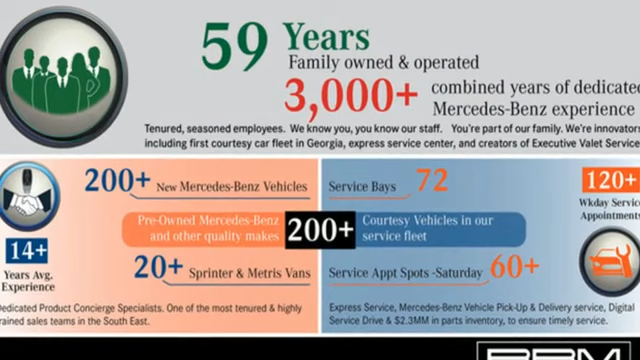 59 Years
Family owned & operated
3,000+ combined years of dedicated
Mercedes-Benz experience
Tenured, seasoned employees. We know you, you know our staff. You're part of our family. We're innovators
including first courtesy car fleet in Georgia, express service center, and creators of Executive Valet Service
200+ New Mercedes-Benz Vehicles
Pre-Owned Mercedes-Benz
and other quality makes
200+
14+
Years Avg.
Experience
20+ Sprinter & Metris Vans
Dedicated Product Concierge Specialists. One of the most tenured & highly
trained sales teams in the South East.
Service Bays 72
Courtesy Vehicles in our
service fleet
Service Appt Spots -Saturday 60+
120+
Wkday Service
Appointments
Express Service, Mercedes-Benz Vehicle Pick-Up & Delivery service, Digital
Service Drive & $2.3MM in parts inventory, to ensure timely service.